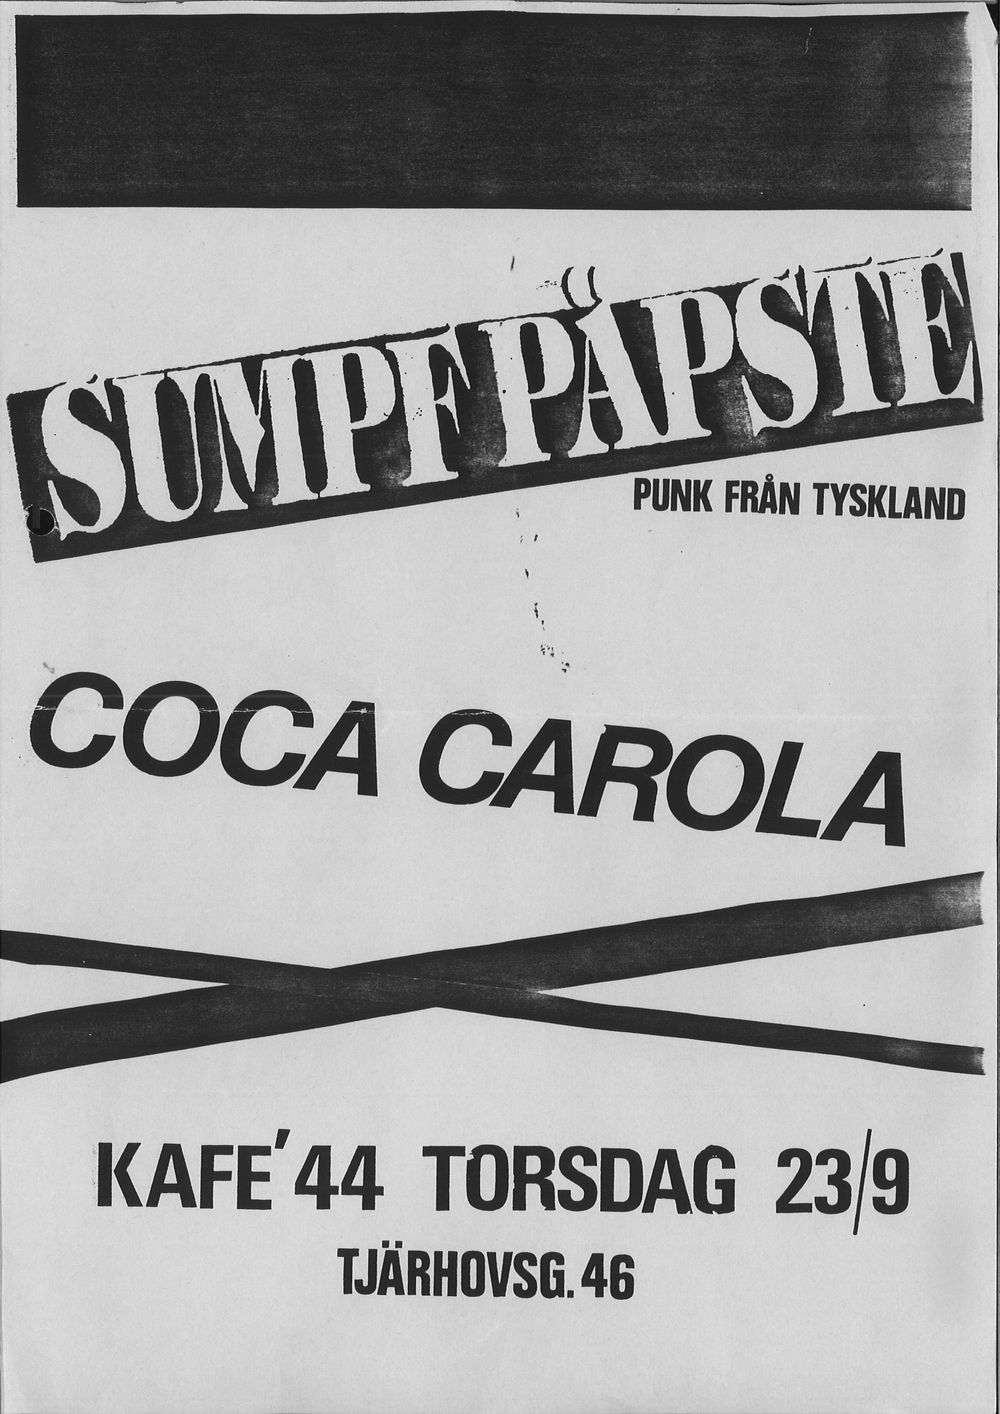 SUMPFPÄPSTE
PUNK FRÅN TYSKLAND
COCA CAROLA
KAFE'44 TORSDAG 23/9
TJÄRHOVSG. 46